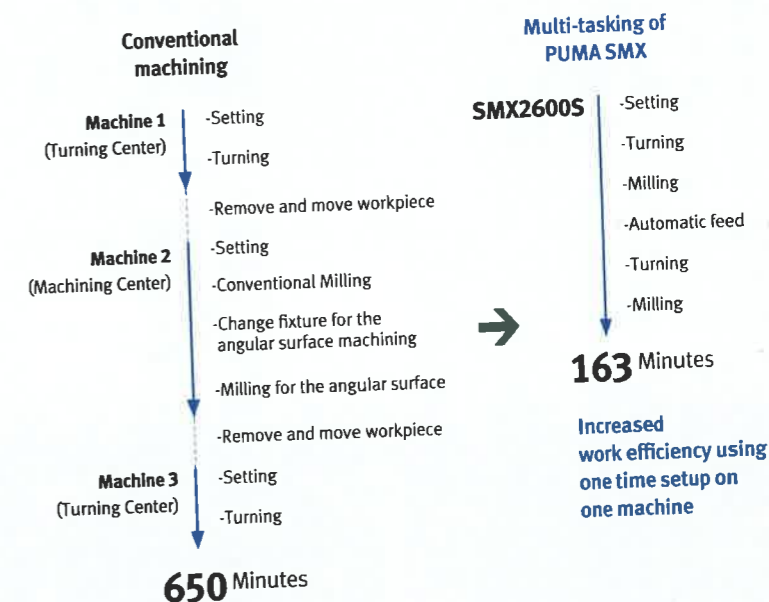 Conventional
machining
Machine 1
(Turning Center)
-Setting
-Turning
-Remove and move workpiece
Machine 2
(Machining Center)
-Setting
-Conventional Milling
-Change fixture for the
angular surface machining
-Milling for the angular surface
-Remove and move workpiece
Machine 3
(Turning Center)
-Setting
-Turning
650 Minutes
Multi-tasking of
PUMA SMX
SMX2600S
-Setting
-Turning
-Milling
-Automatic feed
-Turning
-Milling
163 Minutes
Increased
work efficiency using
one time setup on
one machine